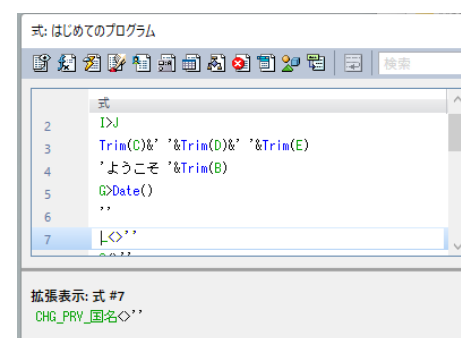 式: はじめてのプログラム
検索
式
2 I>J
3 Trim(C)&' '&Trim(D)&' '&Trim(E)
4 'ようこそ '&Trim(B)
5 G>Date()
6 ''
7 L<>''
拡張表示: 式 #7
CHG_PRV_国名<>''